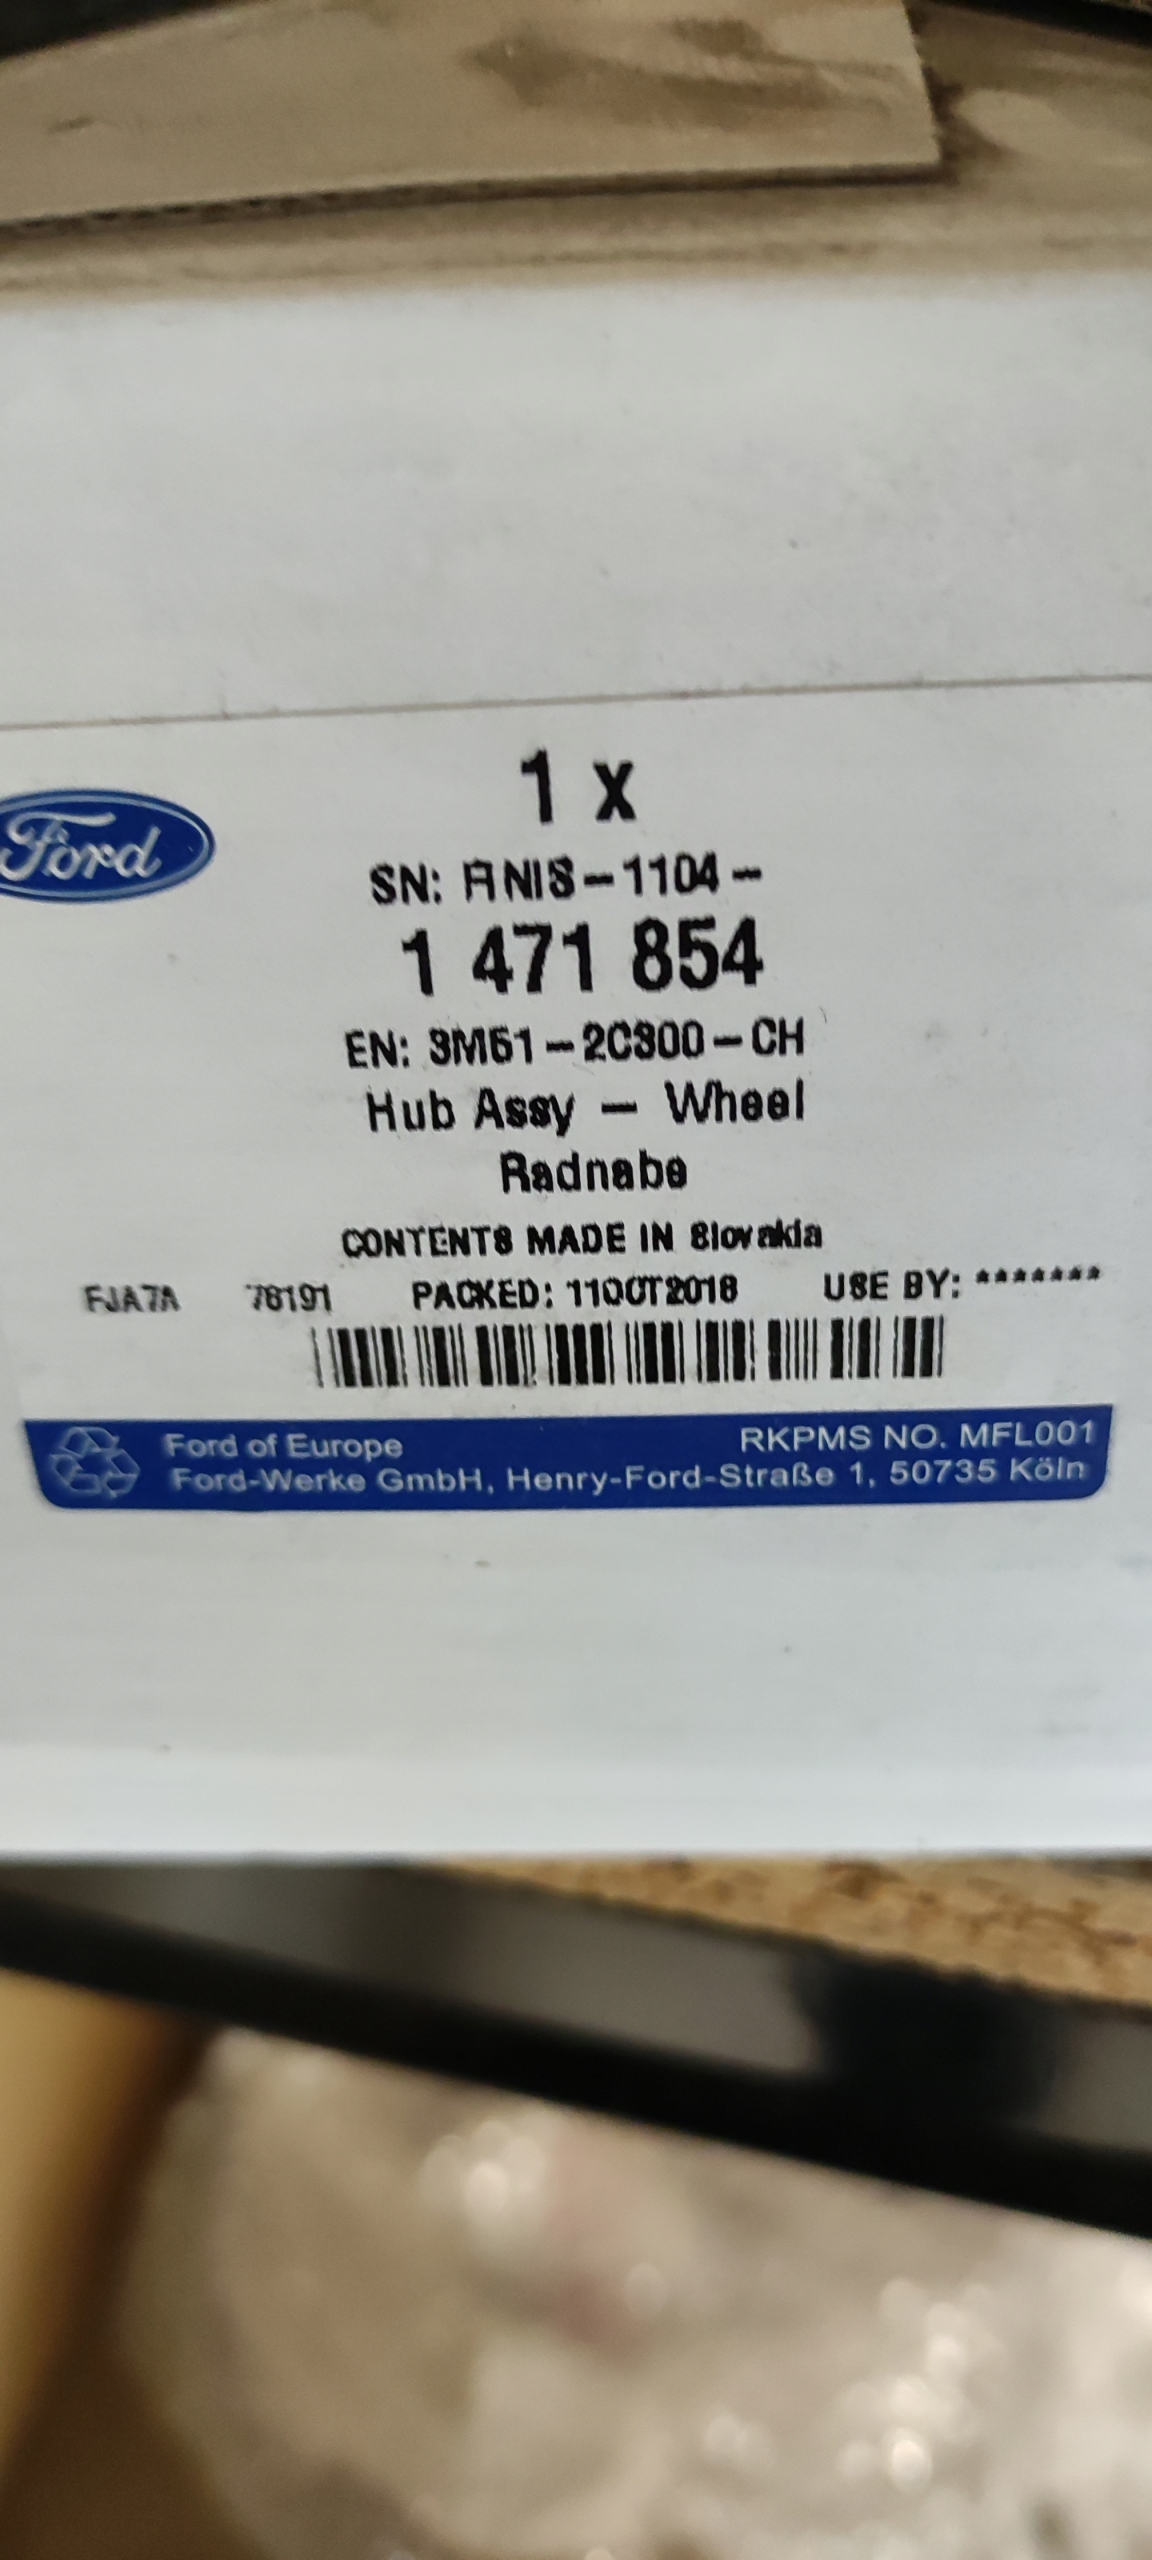 1 x
Ford
SN: FINIS-1104-
1 471 854
EN: 3M51-2C300-CH
Hub Assy - Wheel
Radnabe
CONTENTS MADE IN Slovakia
FJA7A 78191 PACKED: 11OCT2018 USE BY: *******
Ford of Europe RKPMS NO. MFL001
Ford-Werke GmbH, Henry-Ford-Straße 1, 50735 Köln